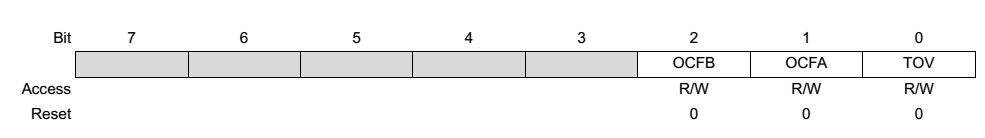 Bit 7 6 5 4 3 2 1 0
OCFB OCFA TOV
Access R/W R/W R/W
Reset 0 0 0